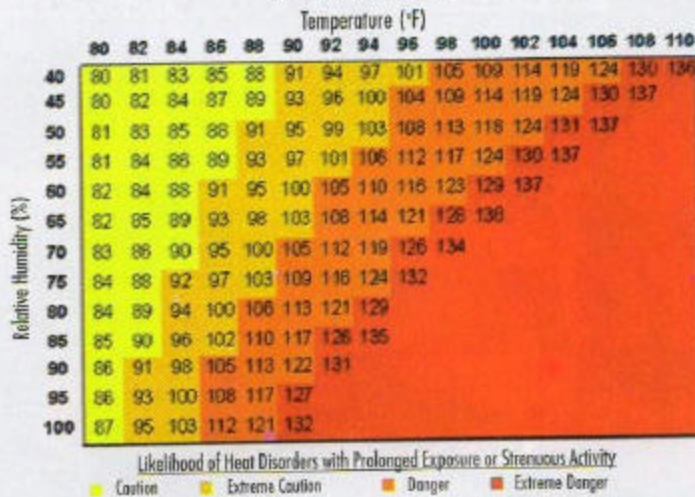 Temperature (°F)
80 82 84 86 88 90 92 94 96 98 100 102 104 106 108 110
40 80 81 83 85 88 91 94 97 101 105 109 114 119 124 130 136
45 80 82 84 87 89 93 96 100 104 109 114 119 124 130 137
50 81 83 85 88 91 95 99 103 108 113 118 124 131 137
55 81 84 86 89 93 97 101 106 112 117 124 130 137
60 82 84 88 91 95 100 105 110 116 123 129 137
65 82 85 89 93 98 103 108 114 121 128 136
70 83 86 90 95 100 105 112 119 126 134
75 84 88 92 97 103 109 116 124 132
80 84 89 94 100 106 113 121 129
85 85 90 96 102 110 117 126 135
90 86 91 98 105 113 122 131
95 86 93 100 108 117 127
100 87 95 103 112 121 132
Relative Humidity (%)
Likelihood of Heat Disorders with Prolonged Exposure or Strenuous Activity
Caution Extreme Caution Danger Extreme Danger